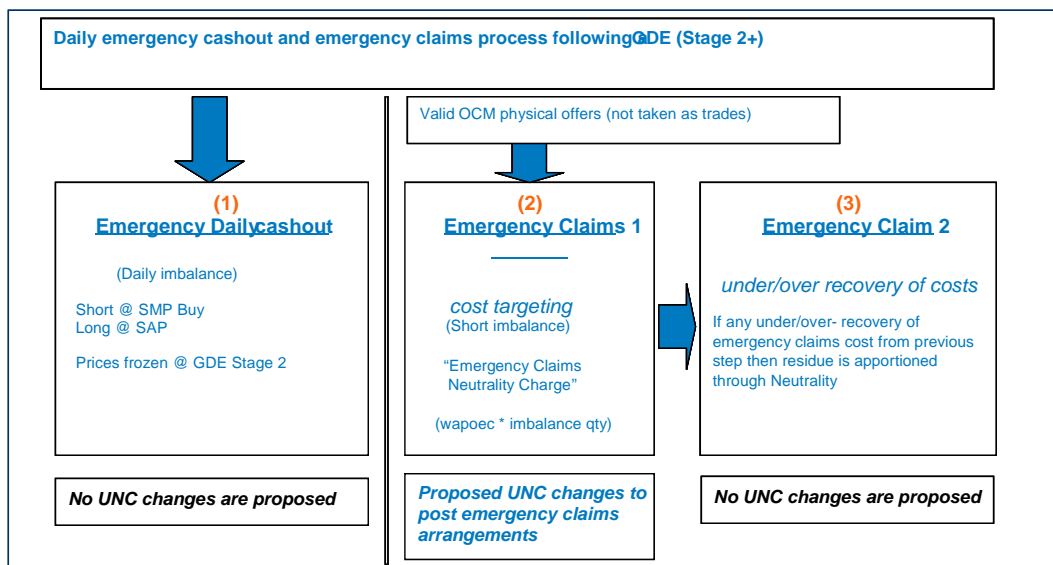 Daily emergency cashout and emergency claims process following a GDE (Stage 2+)
Valid OCM physical offers (not taken as trades)
(1)
Emergency Daily cashout
(Daily imbalance)
Short @ SMP Buy
Long @ SAP
Prices frozen @ GDE Stage 2
No UNC changes are proposed
(2)
Emergency Claims 1
cost targeting
(Short imbalance)
“Emergency Claims
Neutrality Charge”
(wapoec * imbalance qty)
Proposed UNC changes to
post emergency claims
arrangements
(3)
Emergency Claim 2
under/over recovery of costs
If any under/over- recovery of
emergency claims cost from previous
step then residue is apportioned
through Neutrality
No UNC changes are proposed